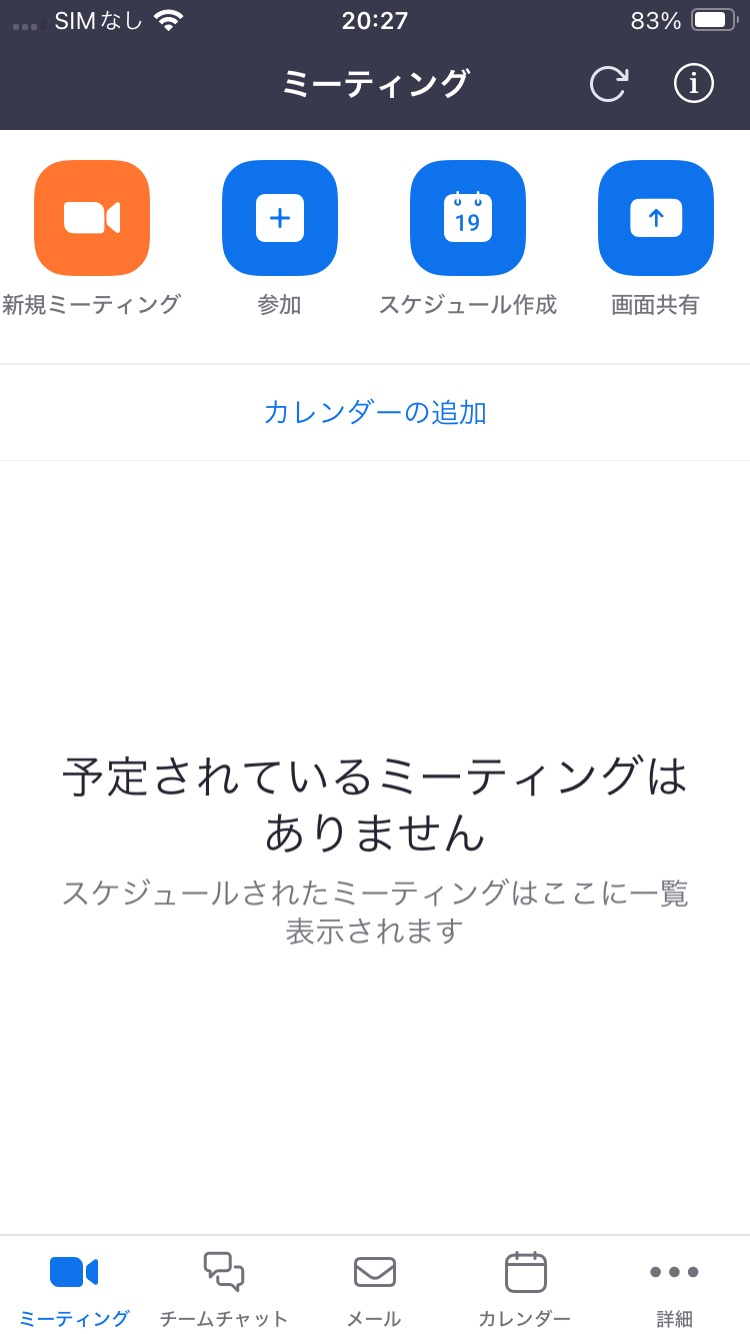 SIMなし 20:27 83%
ミーティング
19
新規ミーティング 参加 スケジュール作成 画面共有
カレンダーの追加
予定されているミーティングは
ありません
スケジュールされたミーティングはここに一覧
表示されます
ミーティング チームチャット メール カレンダー 詳細